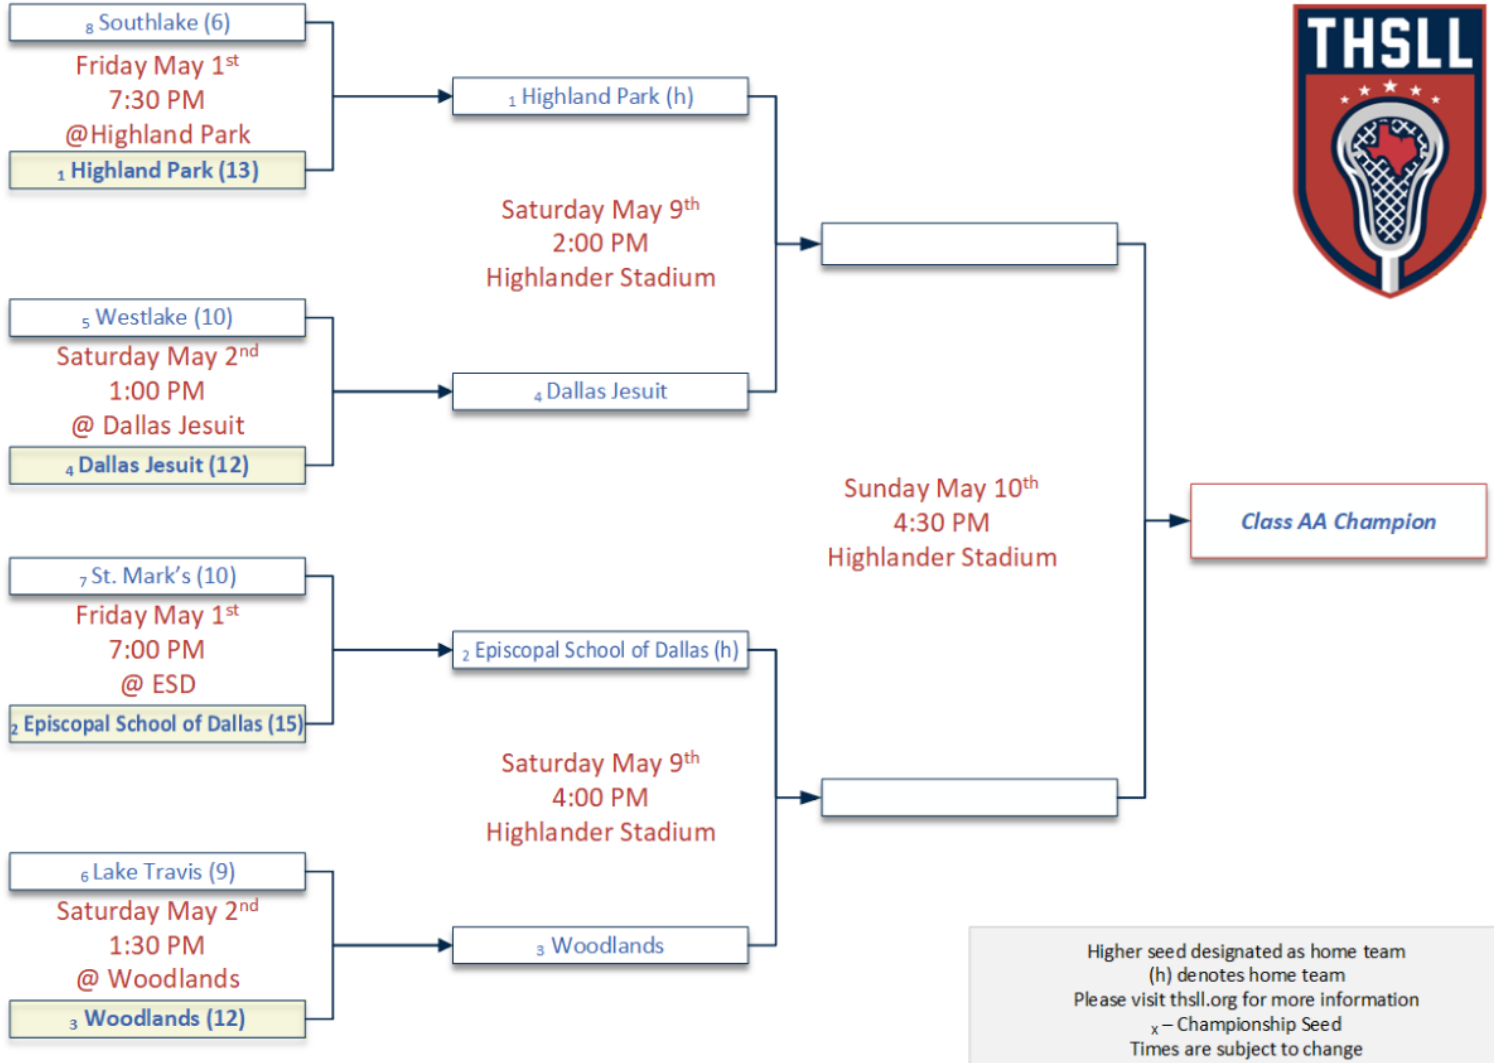 8 Southlake (6)
Friday May 1st
7:30 PM
@Highland Park
1 Highland Park (13)
5 Westlake (10)
Saturday May 2nd
1:00 PM
@ Dallas Jesuit
4 Dallas Jesuit (12)
7 St. Mark’s (10)
Friday May 1st
7:00 PM
@ ESD
2 Episcopal School of Dallas (15)
6 Lake Travis (9)
Saturday May 2nd
1:30 PM
@ Woodlands
3 Woodlands (12)
1 Highland Park (h)
Saturday May 9th
2:00 PM
Highlander Stadium
4 Dallas Jesuit
2 Episcopal School of Dallas (h)
Saturday May 9th
4:00 PM
Highlander Stadium
3 Woodlands
Sunday May 10th
4:30 PM
Highlander Stadium
Class AA Champion
THSLL
Higher seed designated as home team
(h) denotes home team
Please visit thsll.org for more information
x – Championship Seed
Times are subject to change